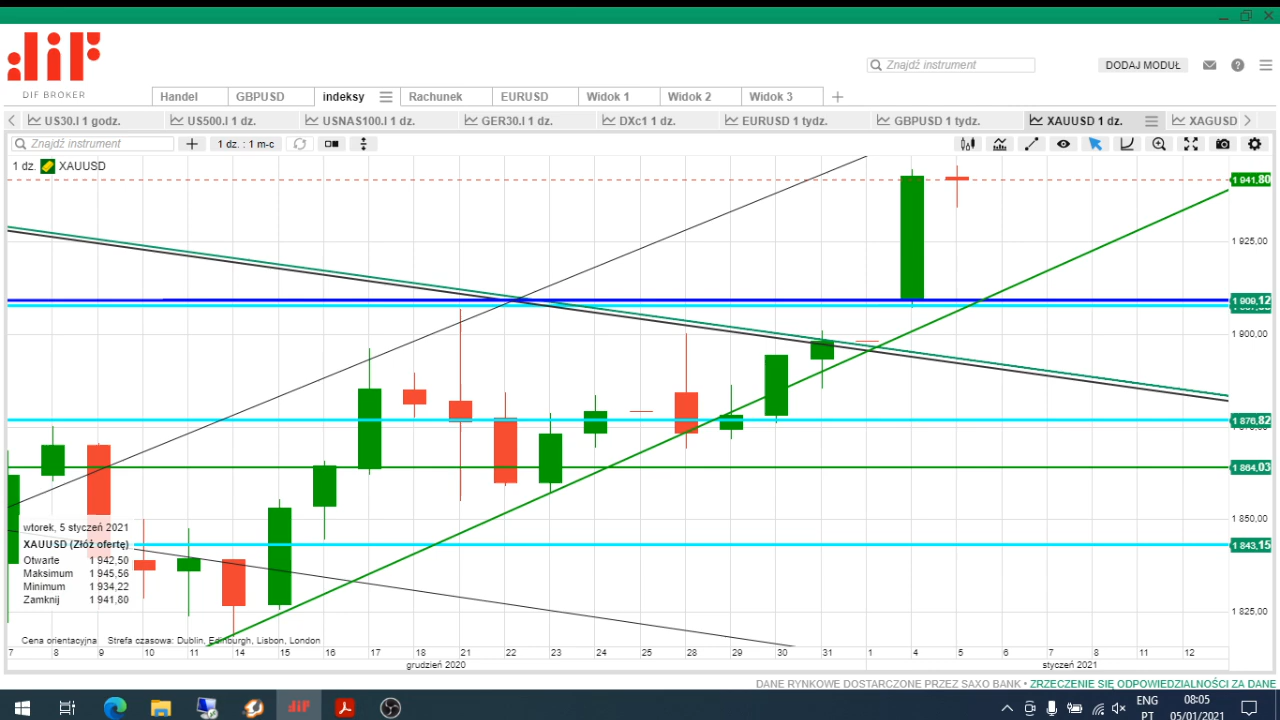 dif
DIF BROKER
Znajdź instrument
DODAJ MODUŁ
Handel
GBPUSD
indeksy
Rachunek
EURUSD
Widok 1
Widok 2
Widok 3
US30.I 1 godz.
US500.I 1 dz.
USNAS100.I 1 dz.
GER30.I 1 dz.
DXc1 1 dz.
EURUSD 1 tydz.
GBPUSD 1 tydz.
XAUUSD 1 dz.
XAGUSD
Znajdź instrument
1 dz. : 1 m-c
1 dz. XAUUSD
1 941,80
1 925,00
1 909,12
1 900,00
1 876,82
1 864,03
1 850,00
1 843,15
1 825,00
wtorek, 5 styczeń 2021
XAUUSD (Złóż ofertę)
Otwarte 1 942,50
Maksimum 1 945,56
Minimum 1 934,22
Zamknij 1 941,80
Cena orientacyjna Strefa czasowa: Dublin, Edinburgh, Lisbon, London
7 8 9 10 11 14 15 16 17 18 21 22 23 24 25 28 29 30 31 1 4 5 6 7 8 11 12
grudzień 2020 styczeń 2021
DANE RYNKOWE DOSTARCZONE PRZEZ SAXO BANK • ZRZECZENIE SIĘ ODPOWIEDZIALNOŚCI ZA DANE
dif
ENG
PT
08:05
05/01/2021